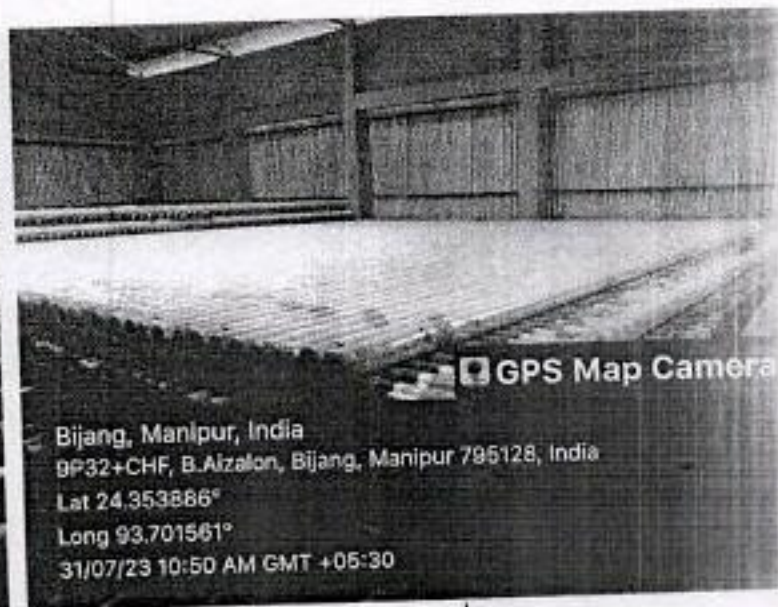 GPS Map Camera
Bijang, Manipur, India
9P32+CHF, B.Aizalon, Bijang, Manipur 795128, India
Lat 24.353886°
Long 93.701561°
31/07/23 10:50 AM GMT +05:30